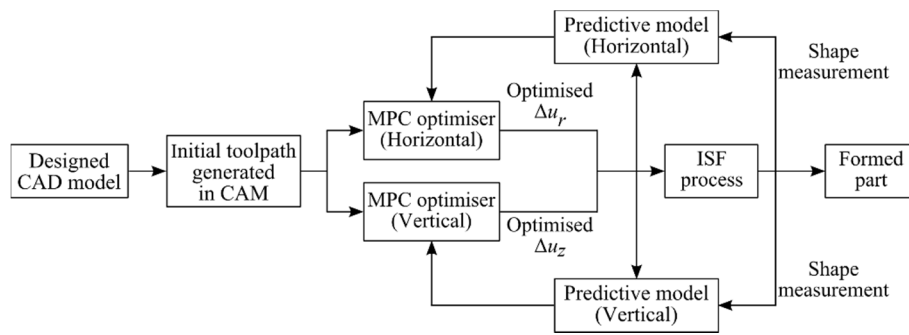 Predictive model
(Horizontal)
Shape
measurement
Optimised
Δu_r
MPC optimiser
(Horizontal)
Designed
CAD model
Initial toolpath
generated
in CAM
ISF
process
Formed
part
MPC optimiser
(Vertical)
Optimised
Δu_z
Shape
measurement
Predictive model
(Vertical)